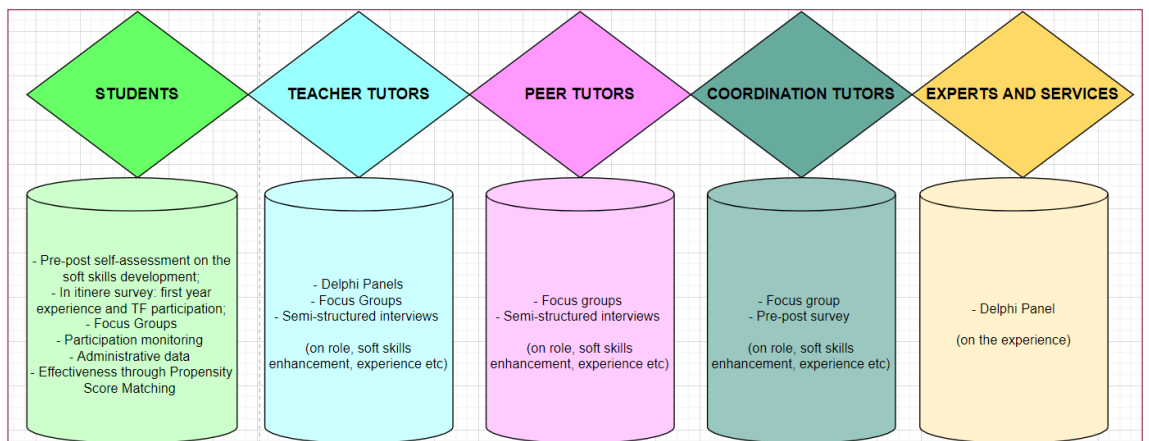 STUDENTS
TEACHER TUTORS
PEER TUTORS
COORDINATION TUTORS
EXPERTS AND SERVICES
- Pre-post self-assessment on the
soft skills development;
- In itinere survey: first year
experience and TF participation;
- Focus Groups
- Participation monitoring
- Administrative data
- Effectiveness through Propensity
Score Matching
- Delphi Panels
- Focus Groups
- Semi-structured interviews
(on role, soft skills
enhancement, experience etc)
- Focus groups
- Semi-structured interviews
(on role, soft skills
enhancement, experience etc)
- Focus group
- Pre-post survey
(on role, soft skills
enhancement, experience etc)
- Delphi Panel
(on the experience)